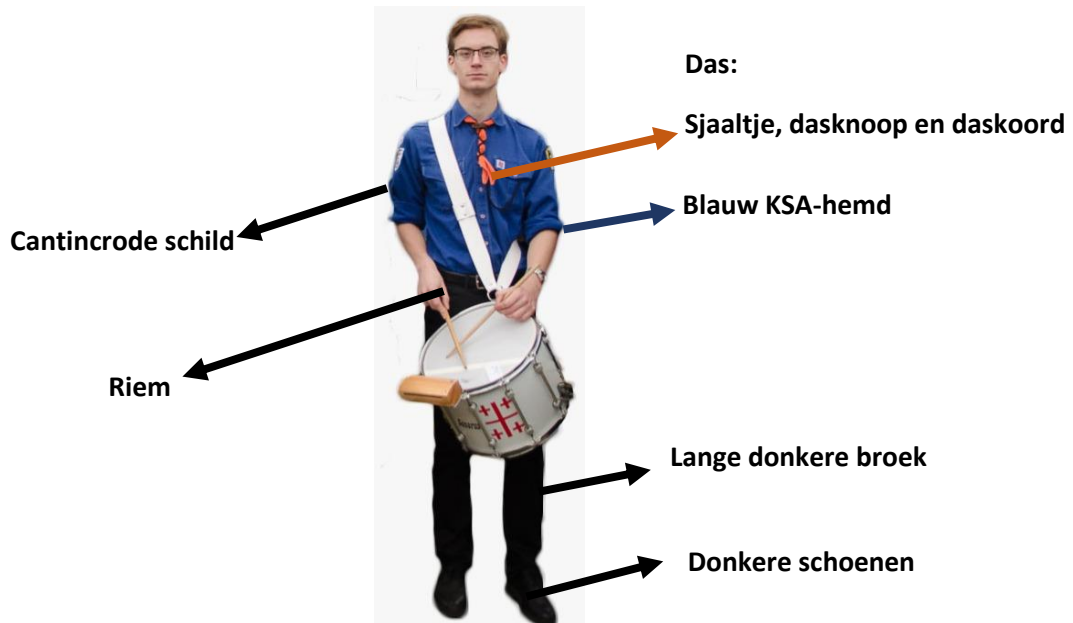 Das:
Sjaaltje, dasknoop en daskoord
Blauw KSA-hemd
Cantincrode schild
Riem
Lange donkere broek
Donkere schoenen